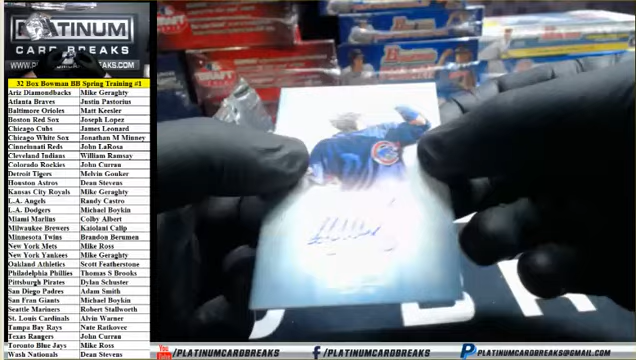 PLATINUM
CARD BREAKS
WWW.PLATINUMCARDBREAKS.COM
32 Box Bowman BB Spring Training #1
Ariz Diamondbacks Mike Geraghty
Atlanta Braves Justin Pastorius
Baltimore Orioles Matt Keesler
Boston Red Sox Joseph Lopez
Chicago Cubs James Leonard
Chicago White Sox Jonathan M Minney
Cincinnati Reds John LaRosa
Cleveland Indians William Ramsay
Colorado Rockies John Curran
Detroit Tigers Melvin Gouker
Houston Astros Dean Stevens
Kansas City Royals Mike Geraghty
L.A. Angels Randy Castro
L.A. Dodgers Michael Boykin
Miami Marlins Colby Albert
Milwaukee Brewers Kaiolani Calip
Minnesota Twins Brandon Berumen
New York Mets Mike Ross
New York Yankees Mike Geraghty
Oakland Athletics Scott Featherstone
Philadelphia Phillies Thomas S Brooks
Pittsburg Pirates Dylan Schuster
San Diego Padres Adam Smith
San Fran Giants Michael Boykin
Seattle Mariners Robert Stallworth
St. Louis Cardinals Alvin Warner
Tampa Bay Rays Nate Ratkovec
Texas Rangers John Curran
Toronto Blue Jays Mike Ross
Wash Nationals Dean Stevens
Bowman
DRAFT
YouTube /PLATINUMCARDBREAKS f /PLATINUMCARDBREAKS P PLATINUMCARDBREAKS@GMAIL.COM